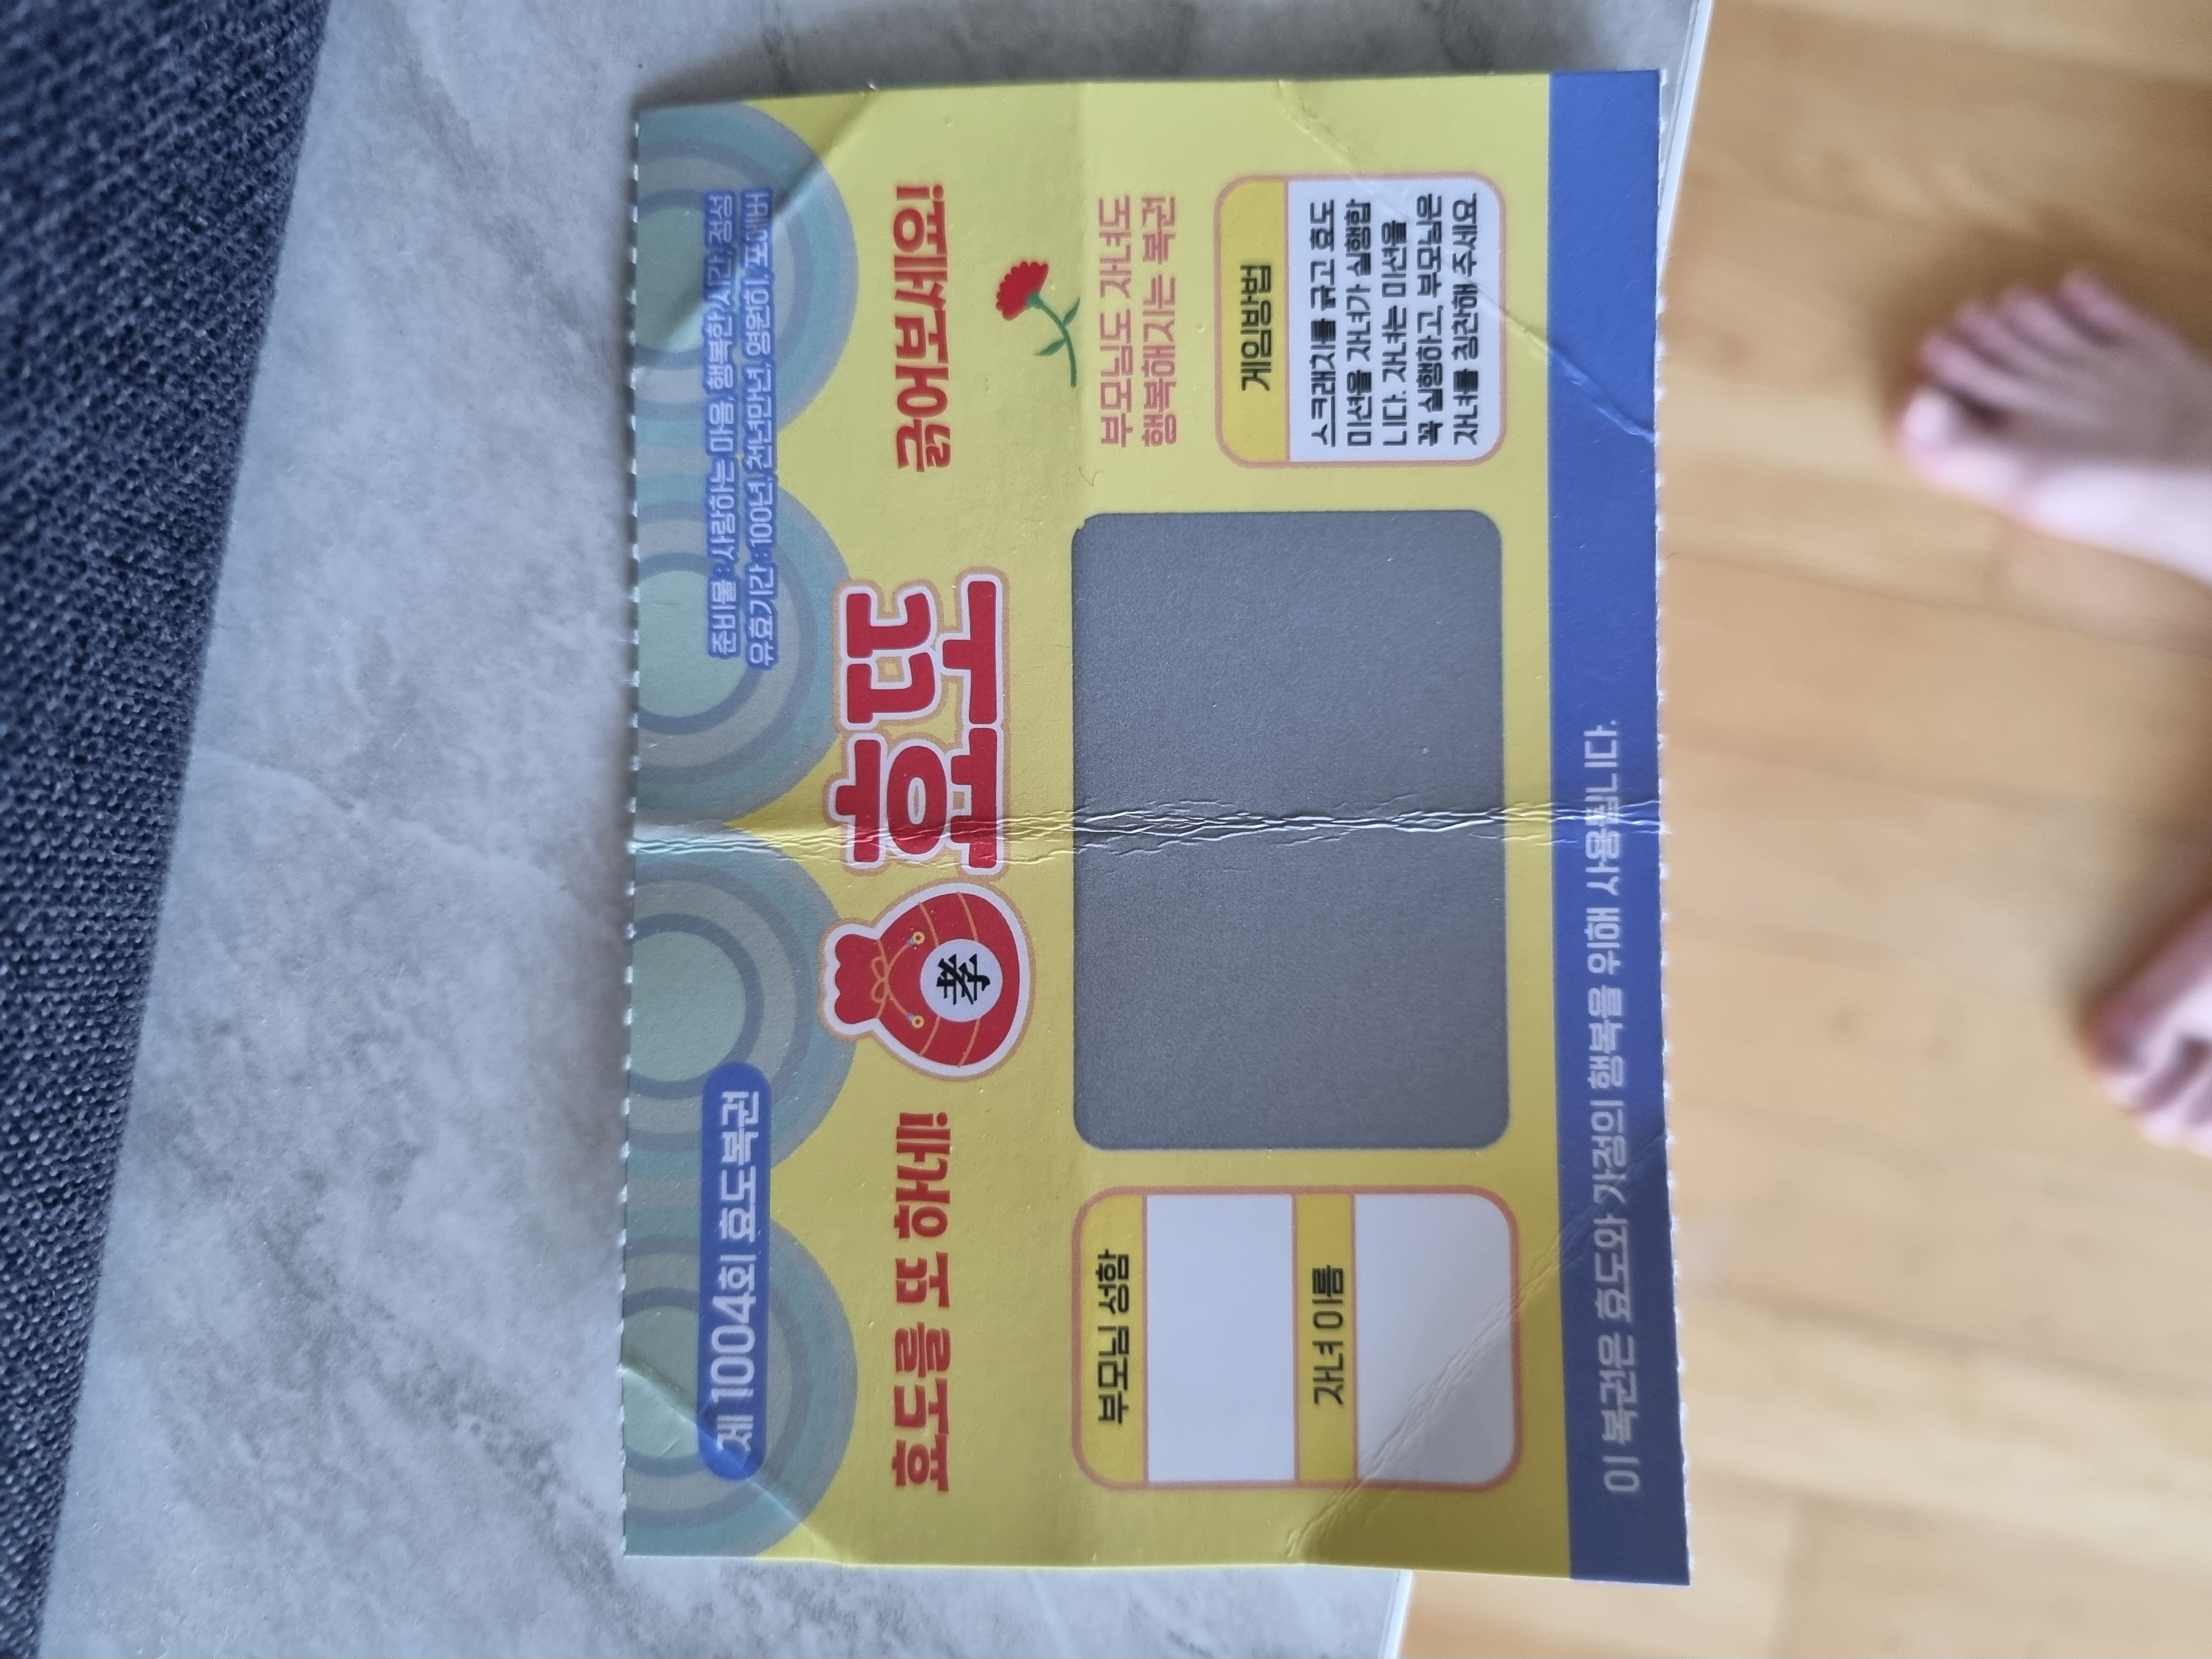 제 1004회 효도복권
준비물 : 사랑하는 마음, 행복한 시간, 정성
유효기간 : 100년, 천년만년, 영원히, 포에버
효도를 또 하네!
孝
효또
긁어보세요!
부모님 성함
자녀 이름
부모님도 자녀도
행복해지는 복권
게임방법
스크래치를 긁고 효도
미션을 자녀가 실행합
니다. 자녀는 미션을
꼭 실행하고, 부모님은
자녀를 칭찬해 주세요.
이 복권은 효도와 가정의 행복을 위해 사용됩니다.